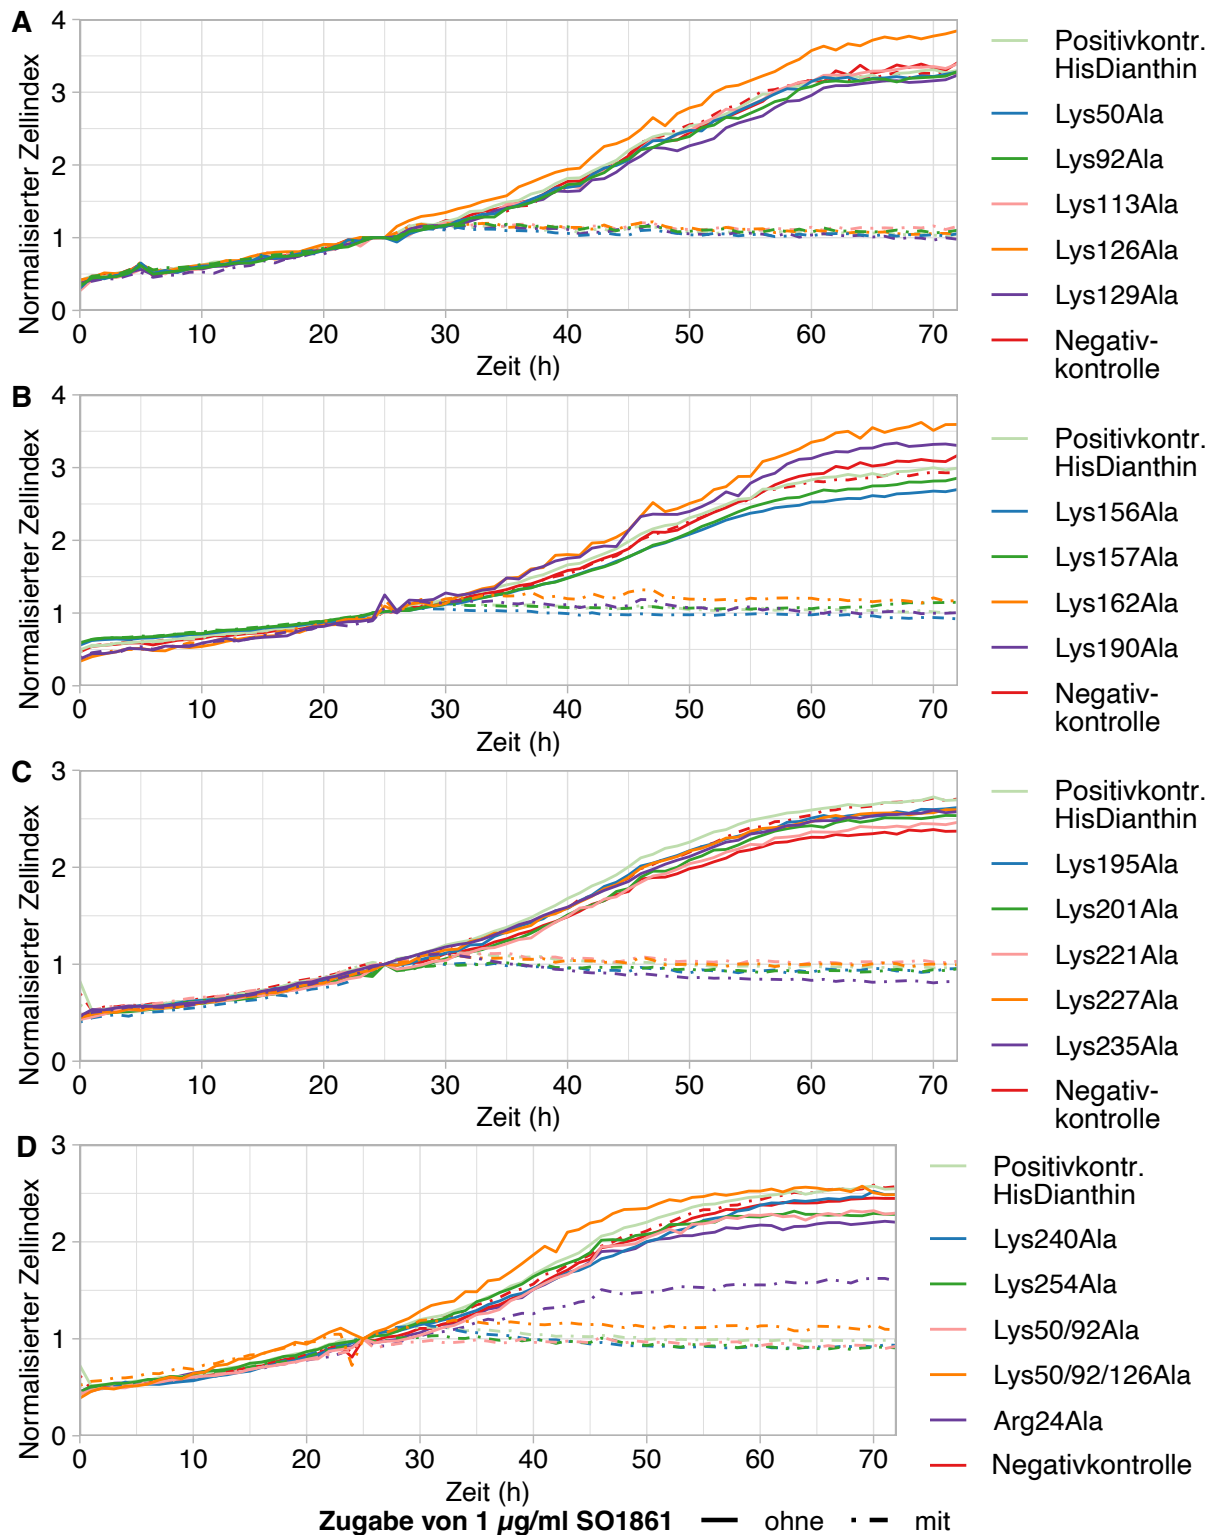 A
4
3
2
1
0
Normalisierter Zellindex
0 10 20 30 40 50 60 70
Zeit (h)
Positivkontr.
HisDianthin
Lys50Ala
Lys92Ala
Lys113Ala
Lys126Ala
Lys129Ala
Negativ-
kontrolle
B
4
3
2
1
0
Normalisierter Zellindex
0 10 20 30 40 50 60 70
Zeit (h)
Positivkontr.
HisDianthin
Lys156Ala
Lys157Ala
Lys162Ala
Lys190Ala
Negativ-
kontrolle
C
3
2
1
0
Normalisierter Zellindex
0 10 20 30 40 50 60 70
Zeit (h)
Positivkontr.
HisDianthin
Lys195Ala
Lys201Ala
Lys221Ala
Lys227Ala
Lys235Ala
Negativ-
kontrolle
D
3
2
1
0
Normalisierter Zellindex
0 10 20 30 40 50 60 70
Zeit (h)
Positivkontr.
HisDianthin
Lys240Ala
Lys254Ala
Lys50/92Ala
Lys50/92/126Ala
Arg24Ala
Negativkontrolle
Zugabe von 1 µg/ml SO1861 ohne mit